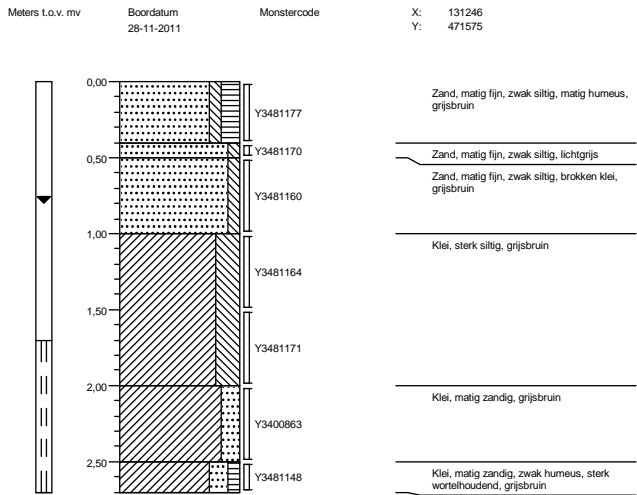 Meters t.o.v. mv Boordatum Monstercode X: 131246
28-11-2011 Y: 471575
0,00
Zand, matig fijn, zwak siltig, matig humeus,
grijsbruin
Y3481177
Y3481170
Zand, matig fijn, zwak siltig, lichtgrijs
0,50
Zand, matig fijn, zwak siltig, brokken klei,
grijsbruin
Y3481160
1,00
Klei, sterk siltig, grijsbruin
Y3481164
1,50
Y3481171
2,00
Klei, matig zandig, grijsbruin
Y3400863
2,50
Klei, matig zandig, zwak humeus, sterk
wortelhoudend, grijsbruin
Y3481148